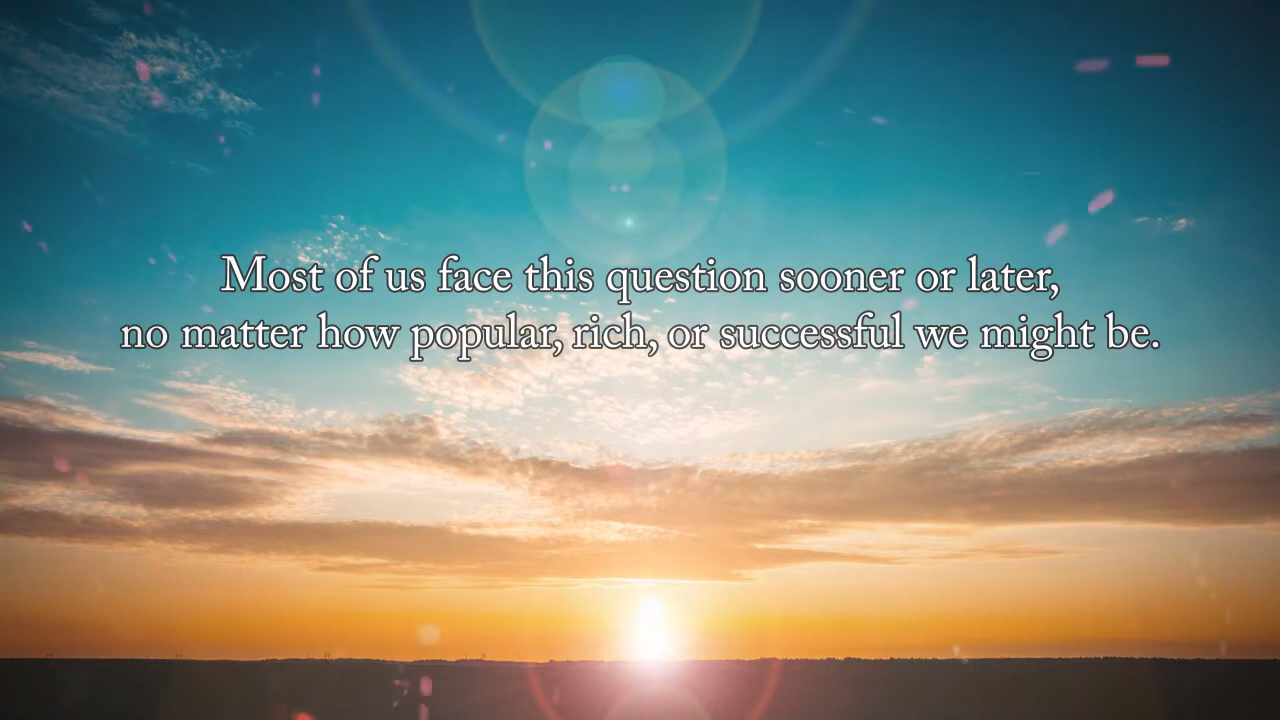 Most of us face this question sooner or later,
no matter how popular, rich, or successful we might be.